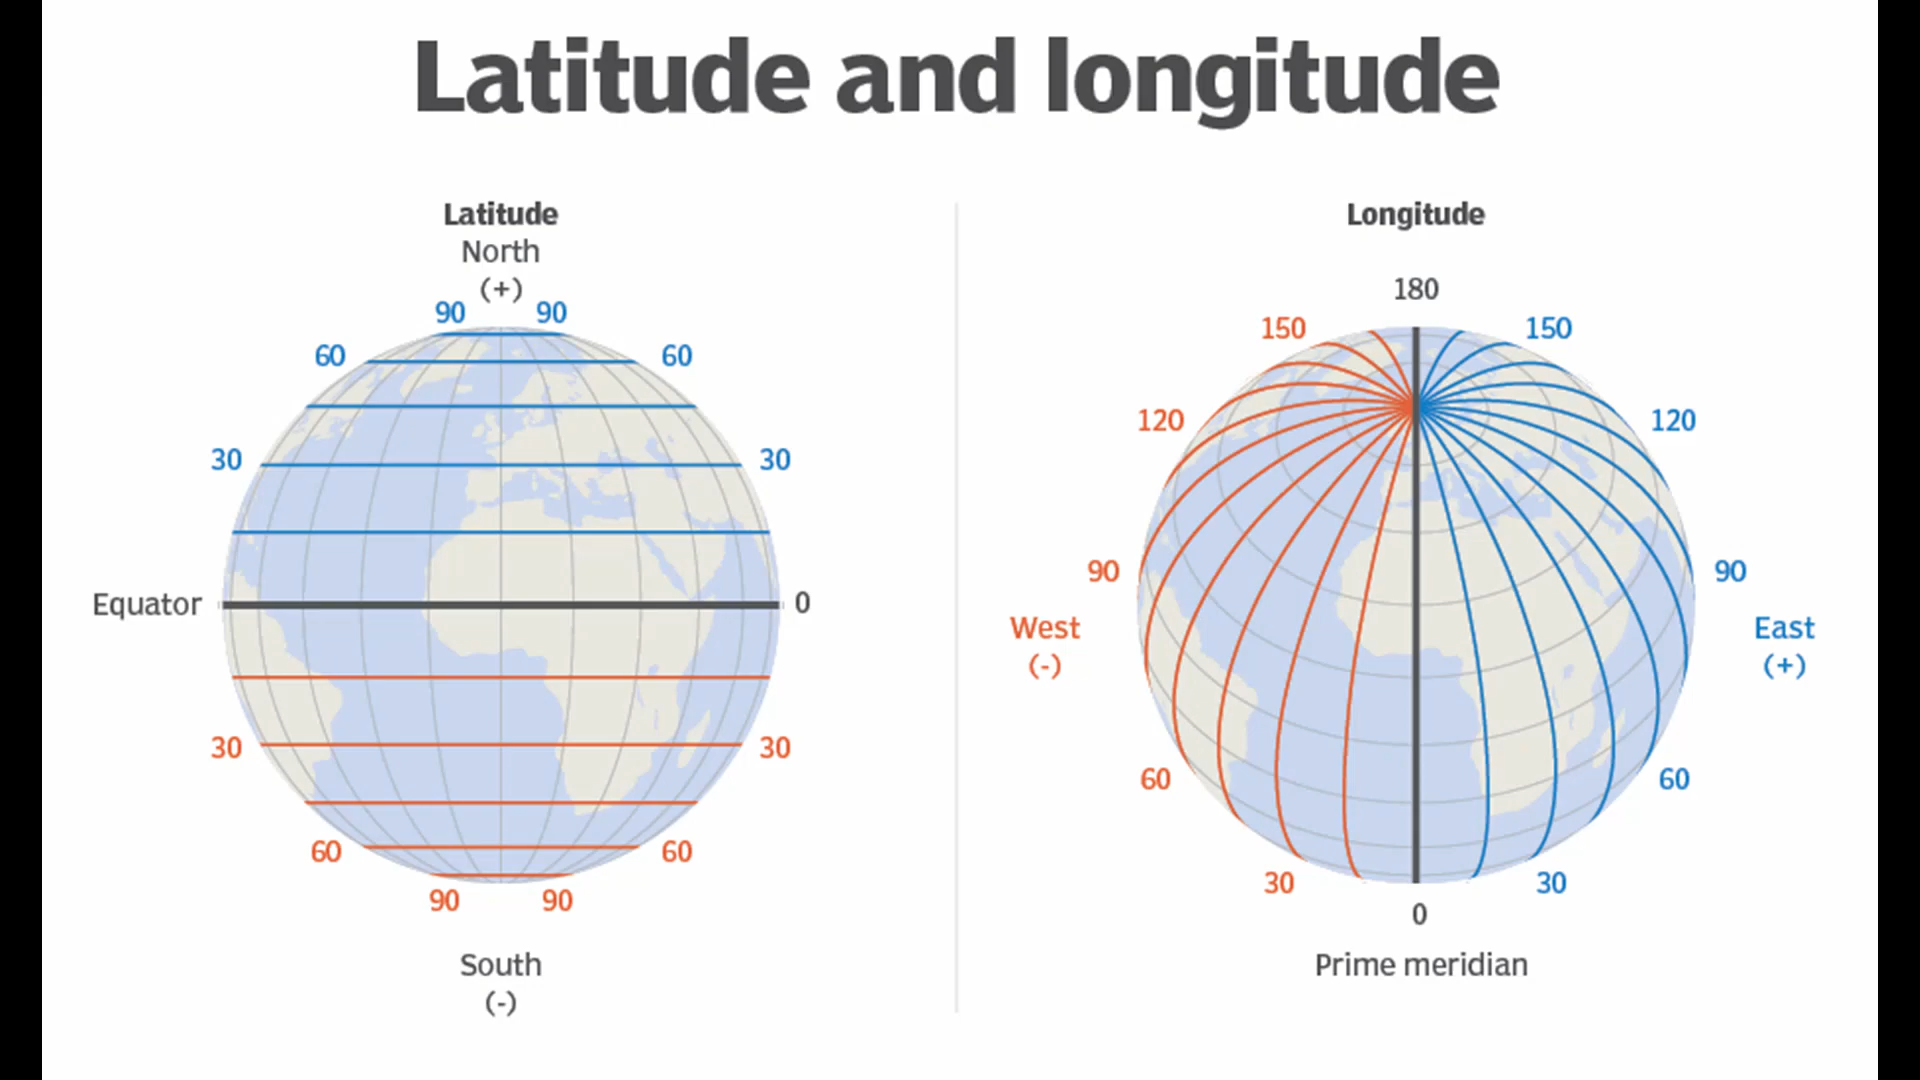 Latitude and longitude
Latitude
North
(+)
90 90
60 60
30 30
Equator 0
30 30
60 60
90 90
South
(-)
Longitude
180
150 150
120 120
90 90
West East
(-) (+)
60 60
30 30
0
Prime meridian